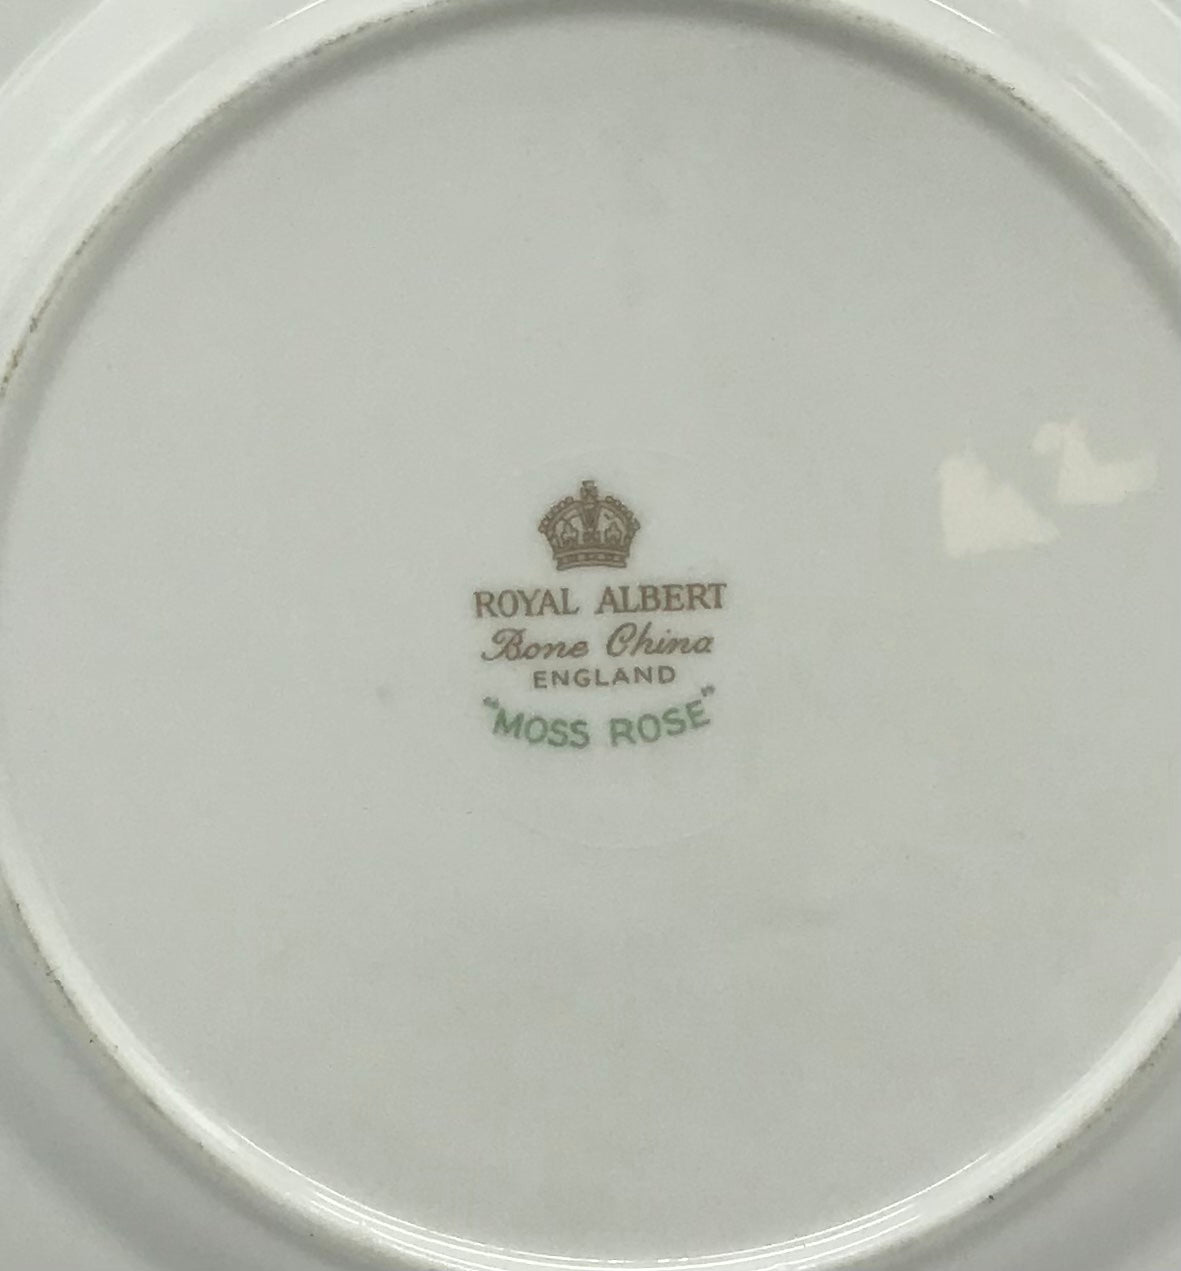 ROYAL ALBERT
Bone China
ENGLAND
"MOSS ROSE"